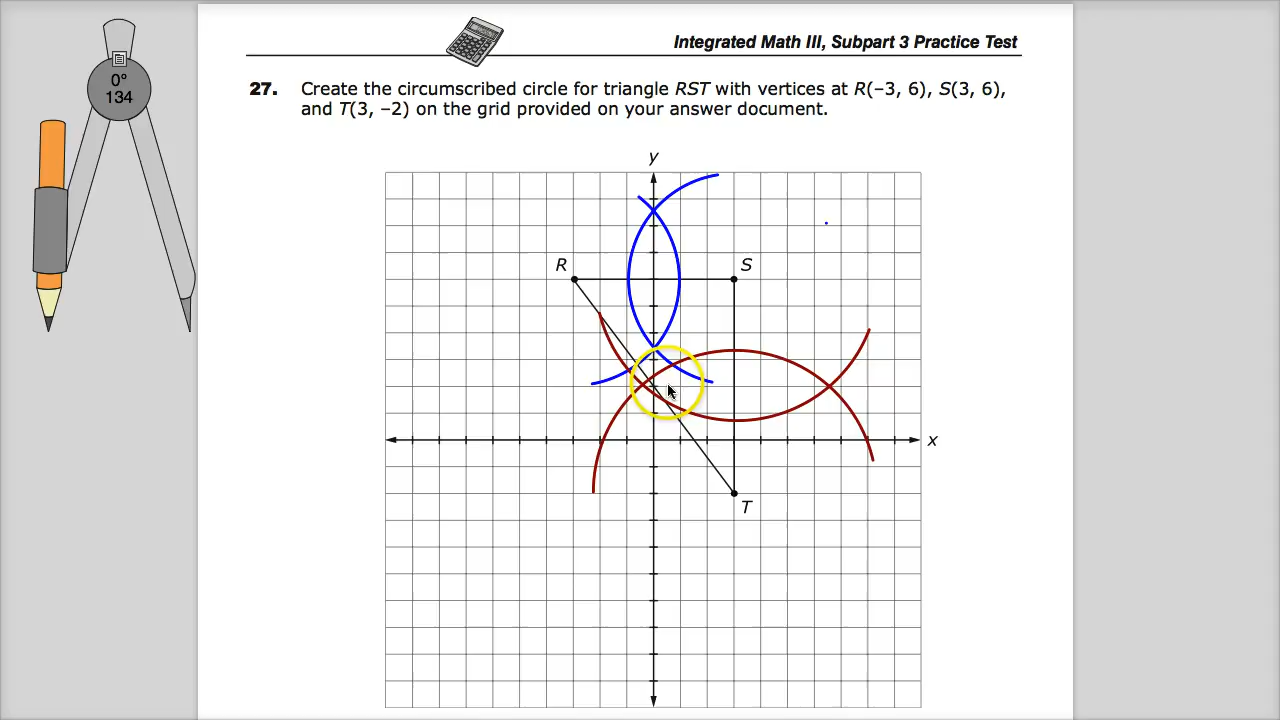 0°
134
Integrated Math III, Subpart 3 Practice Test
27. Create the circumscribed circle for triangle RST with vertices at R(–3, 6), S(3, 6),
and T(3, –2) on the grid provided on your answer document.
y
R
S
x
T